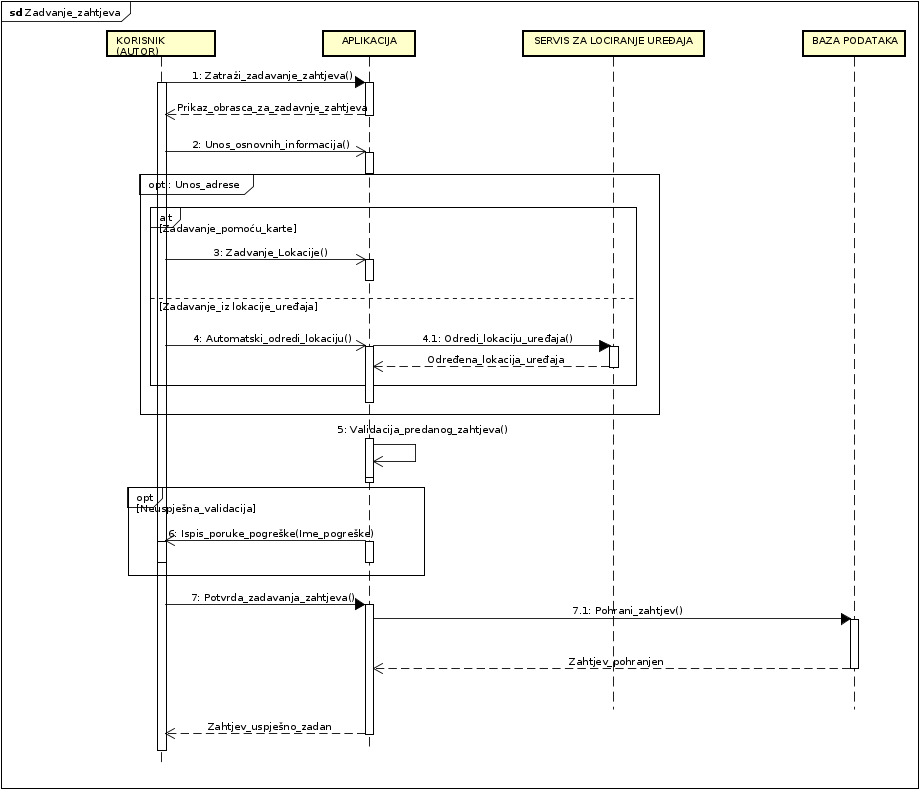 sd Zadvanje_zahtjeva
KORISNIK
(AUTOR)
APLIKACIJA
SERVIS ZA LOCIRANJE UREĐAJA
BAZA PODATAKA
1: Zatraži_zadavanje_zahtjeva()
Prikaz_obrasca_za_zadavnje_zahtjeva
2: Unos_osnovnih_informacija()
opt : Unos_adrese
alt
[Zadavanje_pomoću_karte]
3: Zadvanje_Lokacije()
[Zadavanje_iz lokacije_uređaja]
4: Automatski_odredi_lokaciju()
4.1: Odredi_lokaciju_uređaja()
Određena_lokacija_uređaja
5: Validacija_predanog_zahtjeva()
opt
[Neuspješna_validacija]
6: Ispis_poruke_pogreške(Ime_pogreške)
7: Potvrda_zadavanja_zahtjeva()
7.1: Pohrani_zahtjev()
Zahtjev_pohranjen
Zahtjev_uspješno_zadan